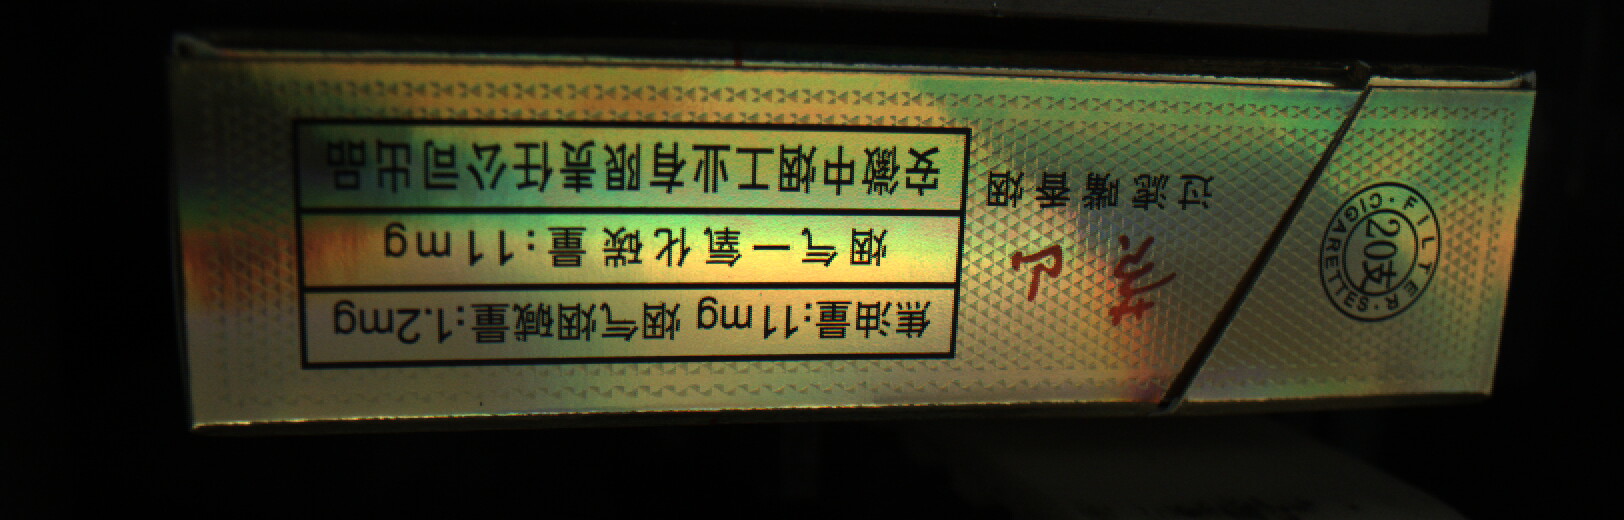 FILTER·CIGARETTES·
20支
黄山
过滤嘴香烟
焦油量:11mg 烟气烟碱量:1.2mg
烟气一氧化碳量:11mg
安徽中烟工业有限责任公司出品